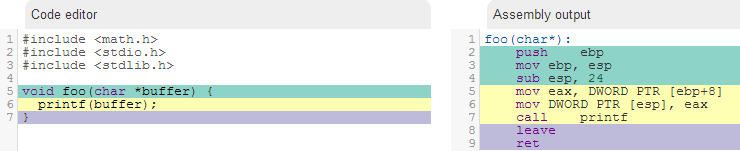 Code editor
1 #include <math.h>
2 #include <stdio.h>
3 #include <stdlib.h>
4
5 void foo(char *buffer) {
6 printf(buffer);
7 }
Assembly output
1 foo(char*):
2 push ebp
3 mov ebp, esp
4 sub esp, 24
5 mov eax, DWORD PTR [ebp+8]
6 mov DWORD PTR [esp], eax
7 call printf
8 leave
9 ret